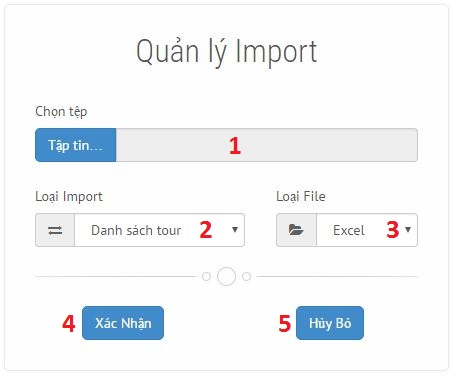 Quản lý Import
Chọn tệp
Tập tin... 1
Loại Import Loại File
Danh sách tour 2 Excel 3
4 Xác Nhận 5 Hủy Bỏ